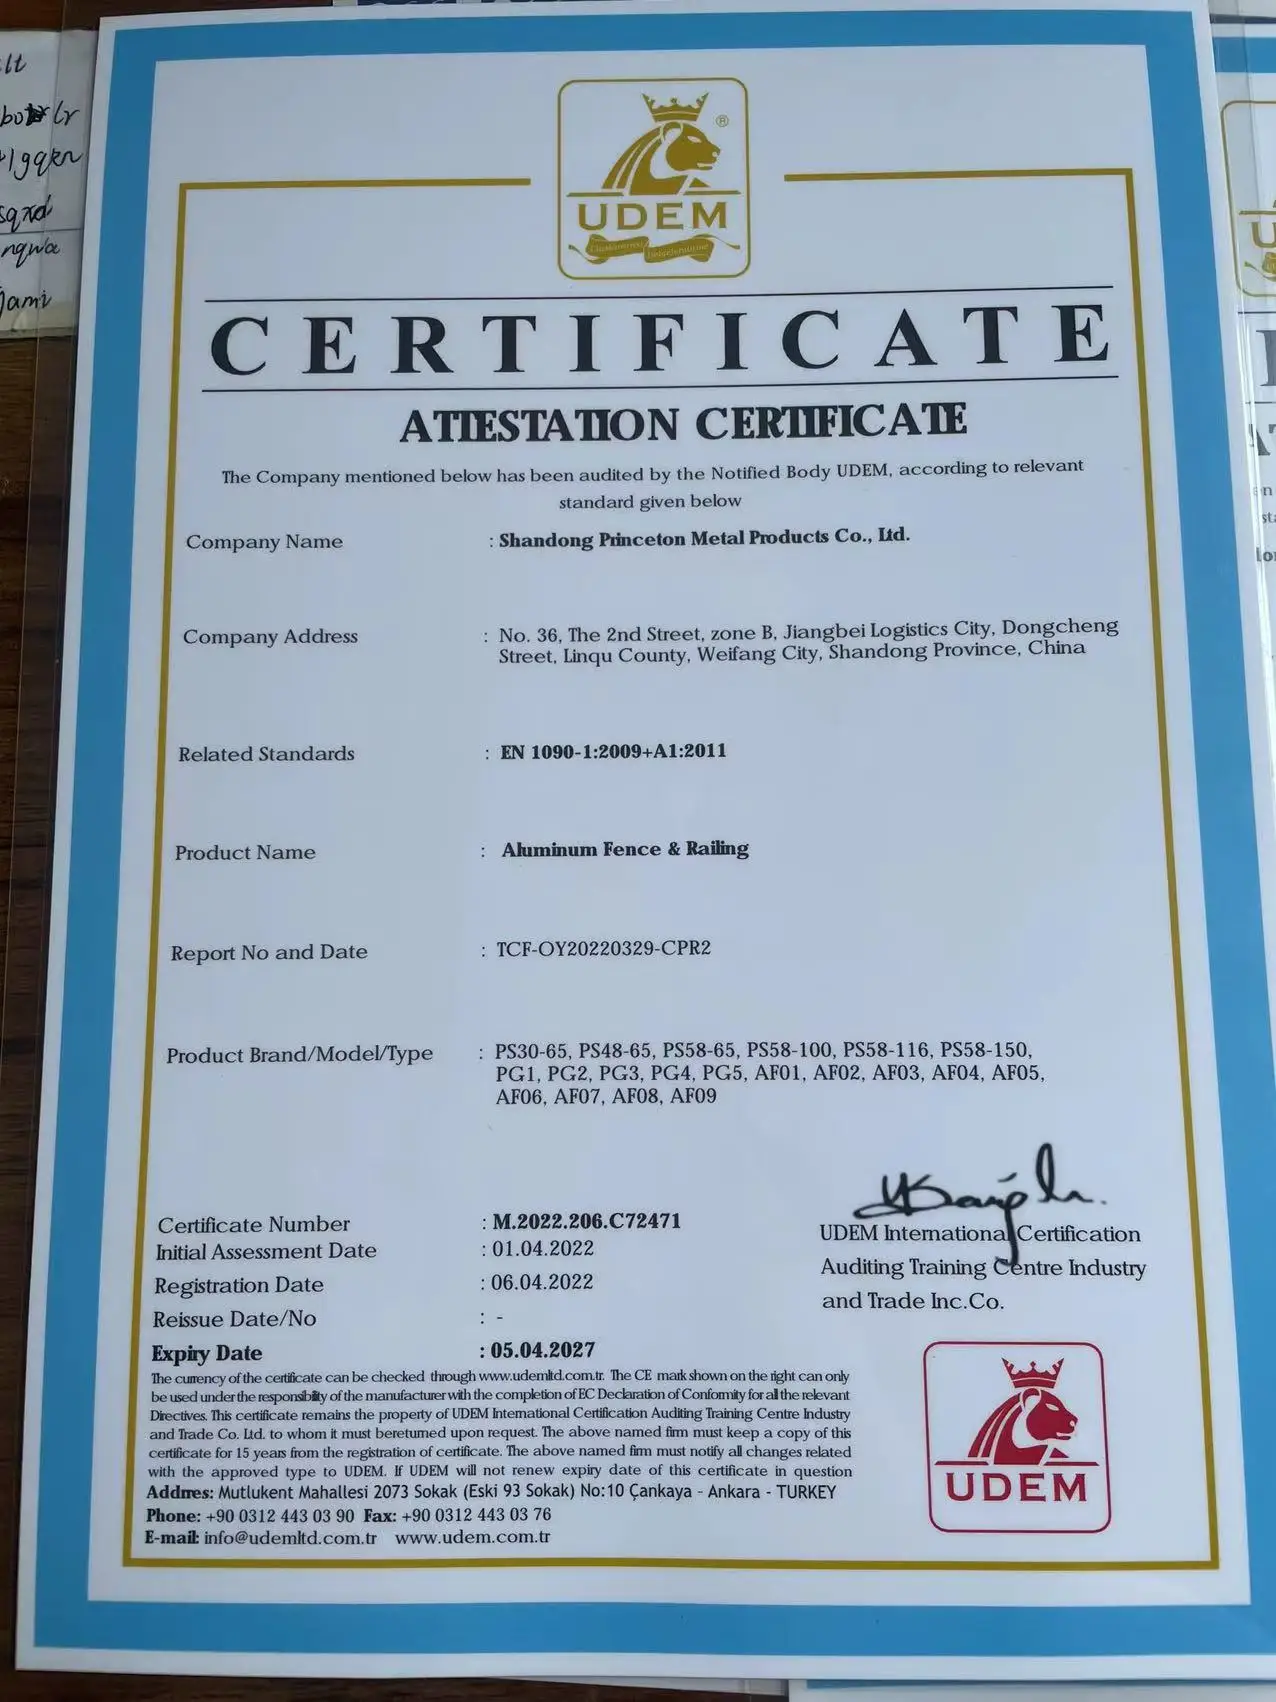 lt
lr
sqxd
nqwa
UDEM
®
CERTIFICATE
ATTESTATION CERTIFICATE
The Company mentioned below has been audited by the Notified Body UDEM, according to relevant
standard given below
Company Name : Shandong Princeton Metal Products Co., Ltd.
Company Address : No. 36, The 2nd Street, zone B, Jiangbei Logistics City, Dongcheng
Street, Linqu County, Weifang City, Shandong Province, China
Related Standards : EN 1090-1:2009+A1:2011
Product Name : Aluminum Fence & Railing
Report No and Date : TCF-OY20220329-CPR2
Product Brand/Model/Type : PS30-65, PS48-65, PS58-65, PS58-100, PS58-116, PS58-150,
PG1, PG2, PG3, PG4, PG5, AF01, AF02, AF03, AF04, AF05,
AF06, AF07, AF08, AF09
Certificate Number : M.2022.206.C72471
Initial Assessment Date : 01.04.2022
Registration Date : 06.04.2022
Reissue Date/No : -
Expiry Date : 05.04.2027
UDEM International Certification
Auditing Training Centre Industry
and Trade Inc.Co.
The currency of the certificate can be checked through www.udemltd.com.tr. The CE mark shown on the right can only
be used under the responsibility of the manufacturer with the completion of EC Declaration of Conformity for all the relevant
Directives. This certificate remains the property of UDEM International Certification Auditing Training Centre Industry
and Trade Co. Ltd. to whom it must bereturned upon request. The above named firm must keep a copy of this
certificate for 15 years from the registration of certificate. The above named firm must notify all changes related
with the approved type to UDEM. If UDEM will not renew expiry date of this certificate in question
Address: Mutlukent Mahallesi 2073 Sokak (Eski 93 Sokak) No:10 Çankaya - Ankara - TURKEY
Phone: +90 0312 443 03 90 Fax: +90 0312 443 03 76
E-mail: info@udemltd.com.tr www.udem.com.tr
UDEM